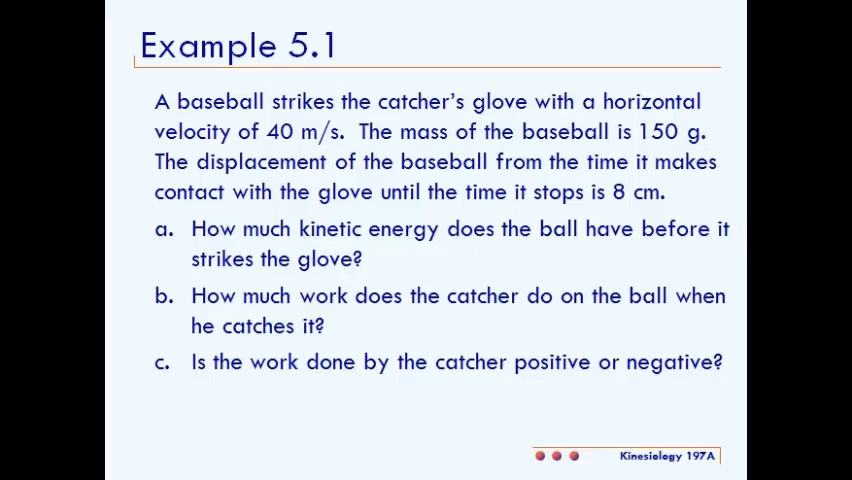 Example 5.1
A baseball strikes the catcher's glove with a horizontal
velocity of 40 m/s. The mass of the baseball is 150 g.
The displacement of the baseball from the time it makes
contact with the glove until the time it stops is 8 cm.
a. How much kinetic energy does the ball have before it
strikes the glove?
b. How much work does the catcher do on the ball when
he catches it?
c. Is the work done by the catcher positive or negative?
Kinesiology 197A